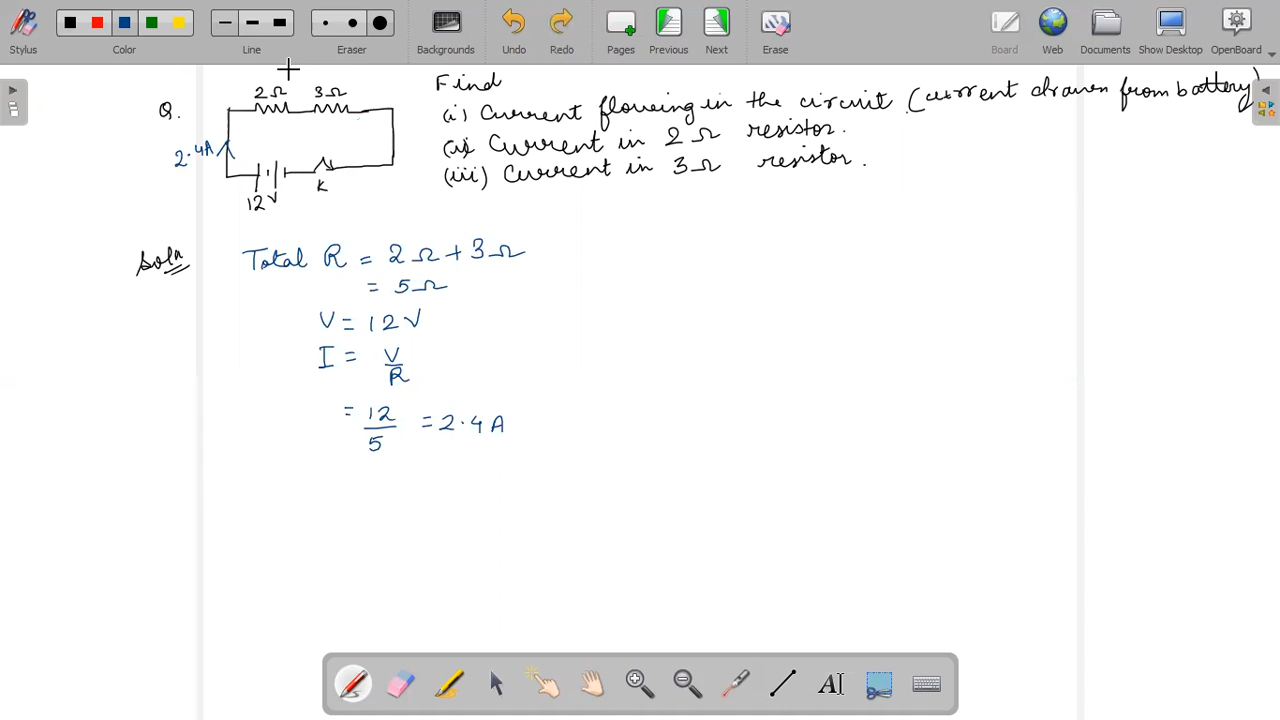 Stylus
Color
Line
Eraser
Backgrounds
Undo
Redo
Pages
Previous
Next
Erase
Board
Web
Documents
Show Desktop
OpenBoard
Q.
2Ω 3Ω
2.4A
12V
K
Find
(i) Current flowing in the circuit (current drawn from battery)
(ii) Current in 2Ω resistor.
(iii) Current in 3Ω resistor.
Soln
Total R = 2Ω + 3Ω
= 5Ω
V = 12V
I = V/R
= 12/5 = 2.4 A